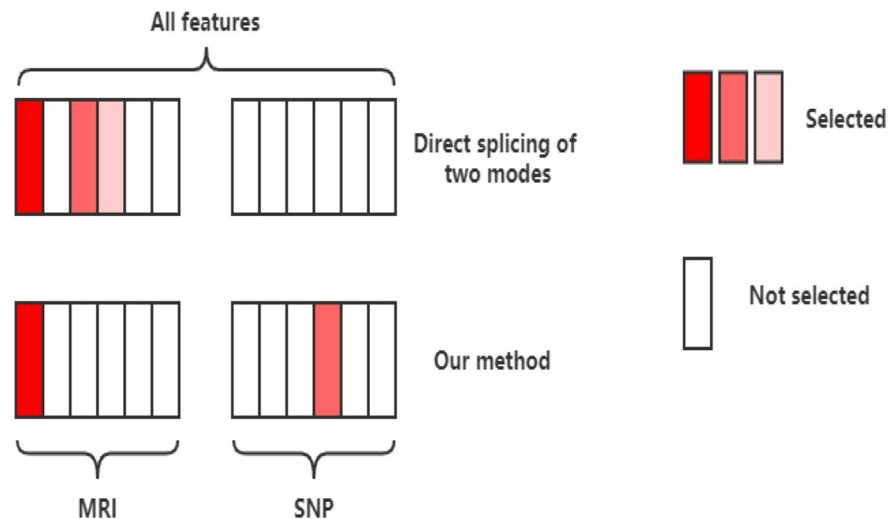 All features
Direct splicing of
two modes
Selected
Not selected
Our method
MRI
SNP